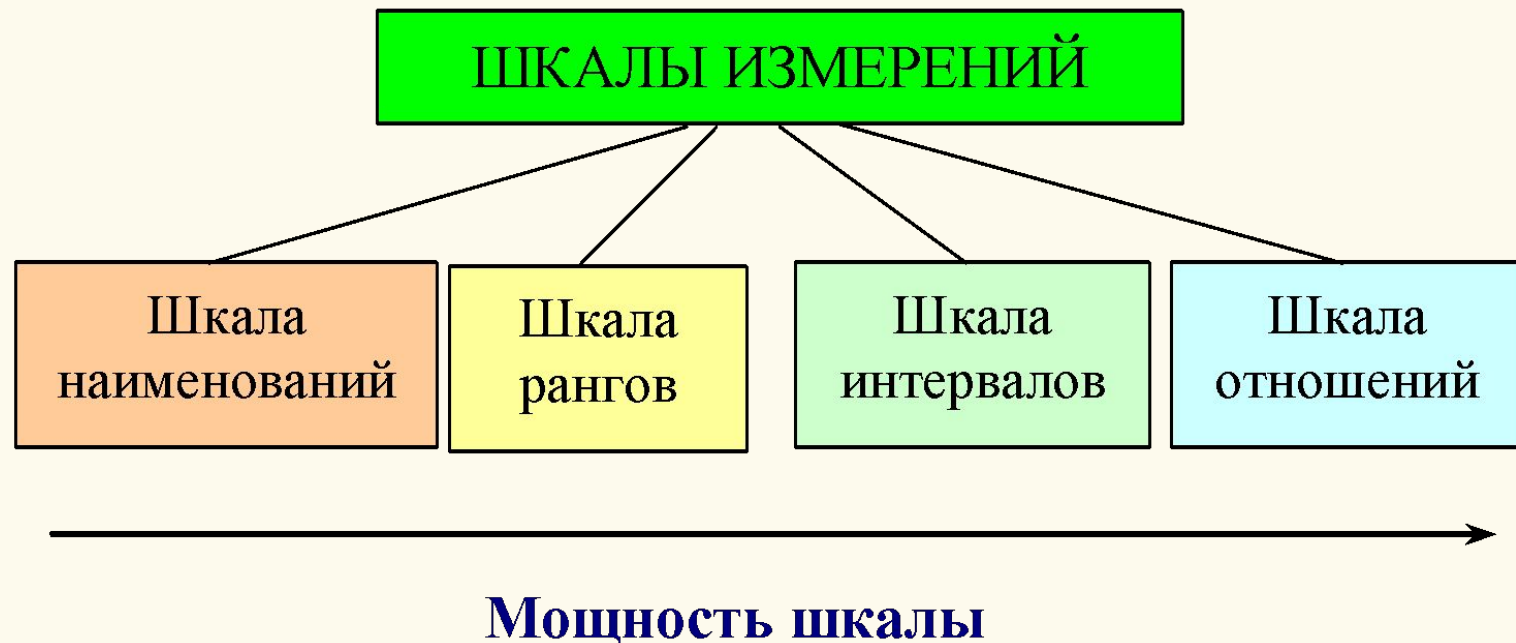 ШКАЛЫ ИЗМЕРЕНИЙ
Шкала
наименований
Шкала
рангов
Шкала
интервалов
Шкала
отношений
Мощность шкалы